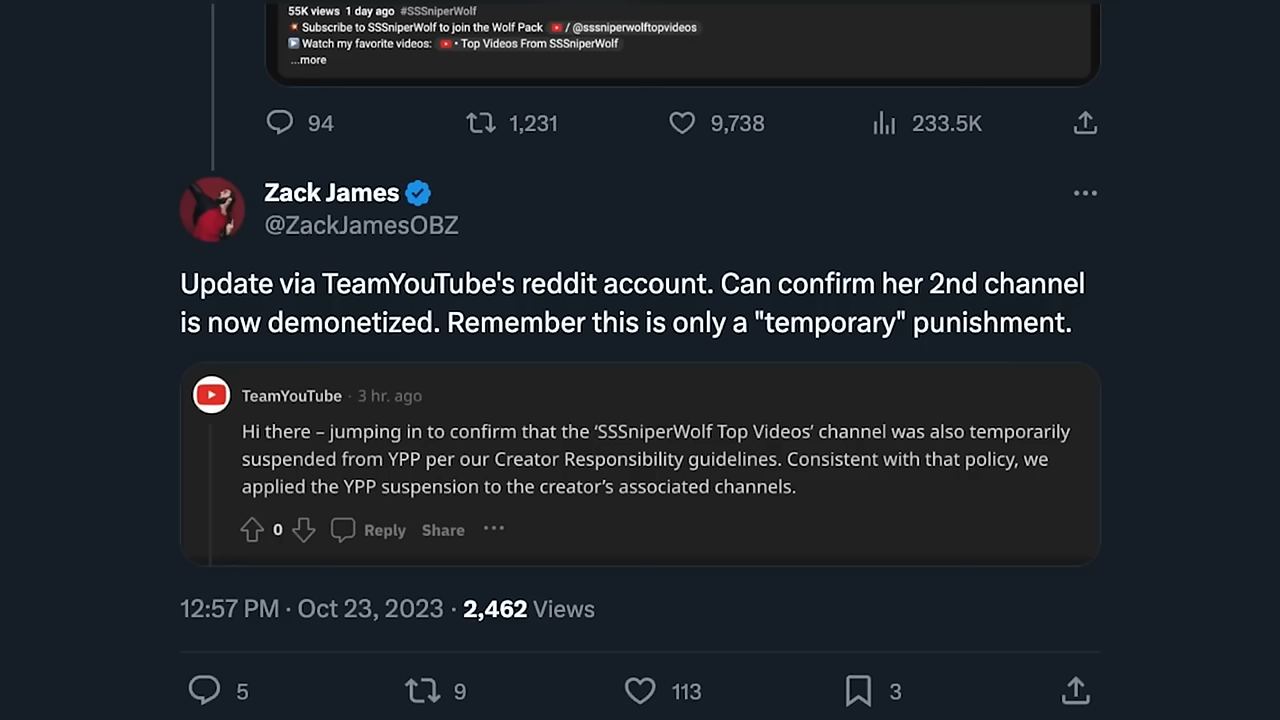 55K views 1 day ago #SSSniperWolf
💥 Subscribe to SSSniperWolf to join the Wolf Pack / @sssniperwolftopvideos
▶️ Watch my favorite videos: • Top Videos From SSSniperWolf
...more
94 1,231 9,738 233.5K
Zack James
@ZackJamesOBZ
Update via TeamYouTube's reddit account. Can confirm her 2nd channel
is now demonetized. Remember this is only a "temporary" punishment.
TeamYouTube · 3 hr. ago
Hi there – jumping in to confirm that the ‘SSSniperWolf Top Videos’ channel was also temporarily
suspended from YPP per our Creator Responsibility guidelines. Consistent with that policy, we
applied the YPP suspension to the creator’s associated channels.
0 Reply Share ···
12:57 PM · Oct 23, 2023 · 2,462 Views
5 9 113 3